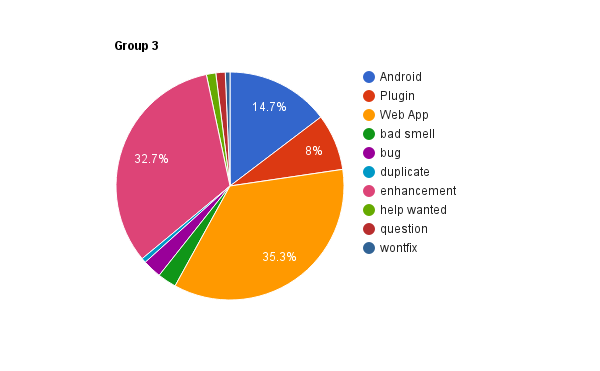 Group 3
14.7%
8%
35.3%
32.7%
Android
Plugin
Web App
bad smell
bug
duplicate
enhancement
help wanted
question
wontfix